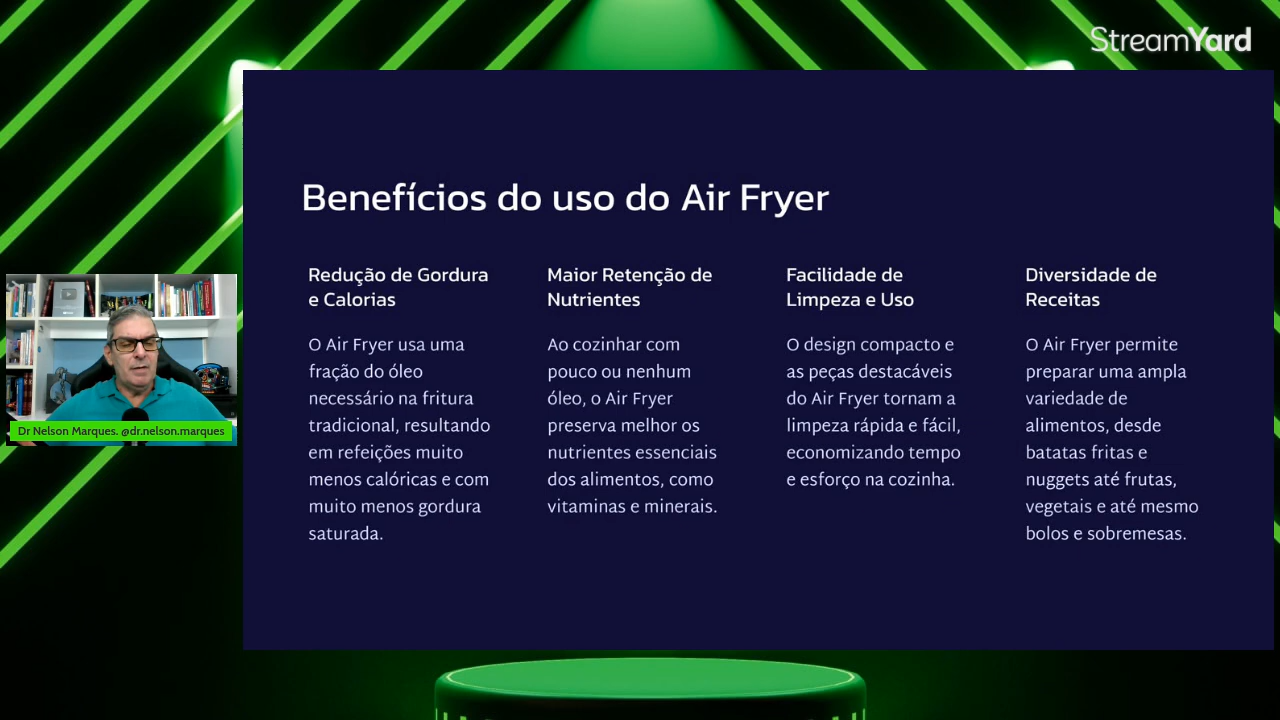 StreamYard
Benefícios do uso do Air Fryer
Redução de Gordura
e Calorias
O Air Fryer usa uma
fração do óleo
necessário na fritura
tradicional, resultando
em refeições muito
menos calóricas e com
muito menos gordura
saturada.
Maior Retenção de
Nutrientes
Ao cozinhar com
pouco ou nenhum
óleo, o Air Fryer
preserva melhor os
nutrientes essenciais
dos alimentos, como
vitaminas e minerais.
Facilidade de
Limpeza e Uso
O design compacto e
as peças destacáveis
do Air Fryer tornam a
limpeza rápida e fácil,
economizando tempo
e esforço na cozinha.
Diversidade de
Receitas
O Air Fryer permite
preparar uma ampla
variedade de
alimentos, desde
batatas fritas e
nuggets até frutas,
vegetais e até mesmo
bolos e sobremesas.
Dr Nelson Marques. @dr.nelson.marques